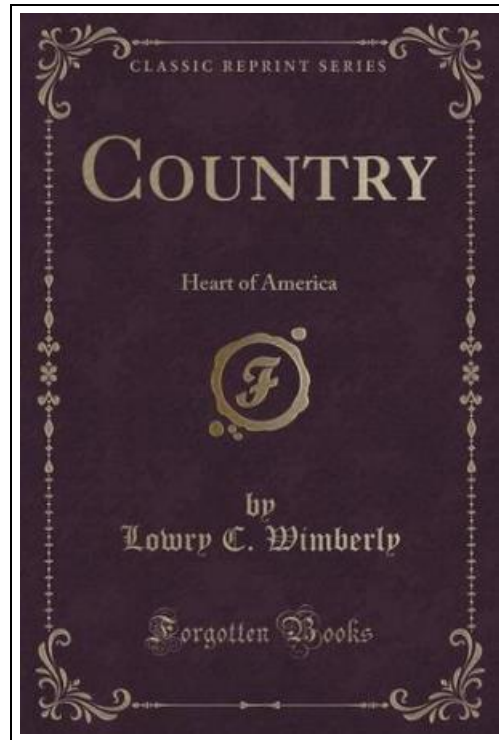 CLASSIC REPRINT SERIES
COUNTRY
Heart of America
F
by
Lowry C. Wimberly
Forgotten Books